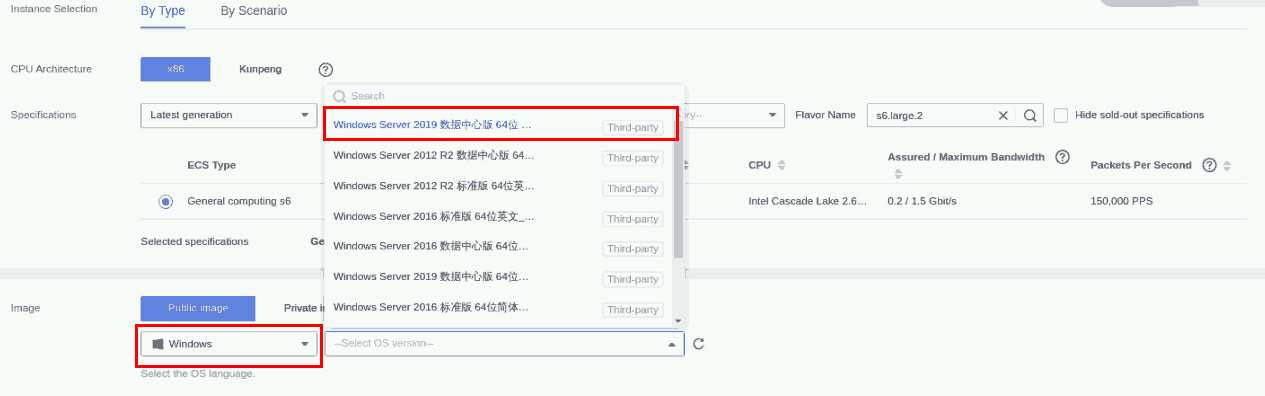 Instance Selection By Type By Scenario
CPU Architecture x86 Kunpeng ?
Search
Specifications Latest generation Flavor Name s6.large.2 Hide sold-out specifications
Windows Server 2019 数据中心版 64位 ... Third-party
ECS Type CPU Assured / Maximum Bandwidth ? Packets Per Second ?
Windows Server 2012 R2 数据中心版 64... Third-party
Windows Server 2012 R2 标准版 64位英... Third-party
General computing s6 Intel Cascade Lake 2.6... 0.2 / 1.5 Gbit/s 150,000 PPS
Windows Server 2016 标准版 64位英文_... Third-party
Selected specifications Ge
Windows Server 2016 数据中心版 64位... Third-party
Windows Server 2019 数据中心版 64位... Third-party
Image Public image Private i
Windows Server 2016 标准版 64位简体... Third-party
Windows --Select OS version--
Select the OS language.